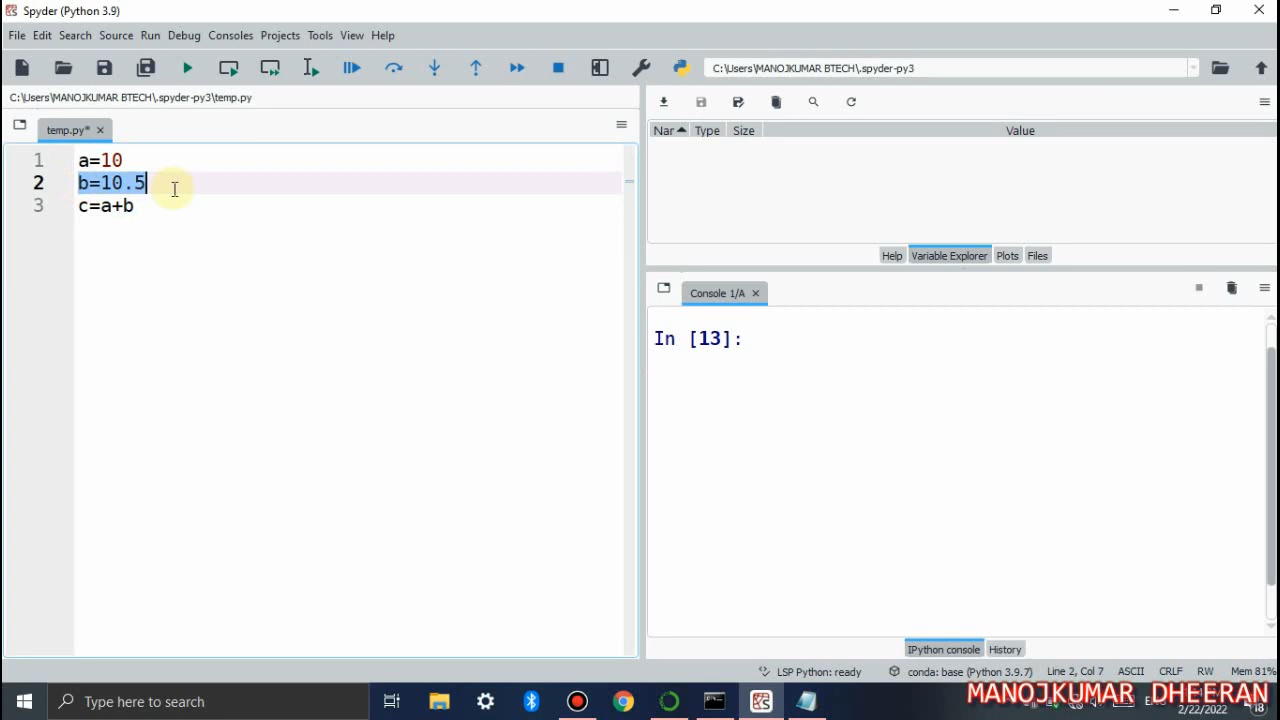 Spyder (Python 3.9)
File Edit Search Source Run Debug Consoles Projects Tools View Help
C:\Users\MANOJKUMAR BTECH\.spyder-py3
C:\Users\MANOJKUMAR BTECH\.spyder-py3\temp.py
temp.py*
1 a=10
2 b=10.5
3 c=a+b
Nar Type Size Value
Help Variable Explorer Plots Files
Console 1/A
In [13]:
IPython console History
LSP Python: ready conda: base (Python 3.9.7) Line 2, Col 7 ASCII CRLF RW Mem 81%
Type here to search
MANOJKUMAR DHEERAN
2/22/2022
18